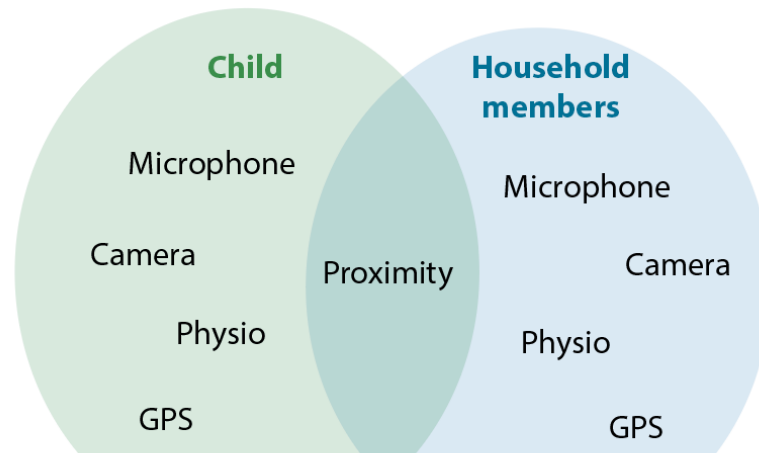 Child
Microphone
Camera
Physio
GPS
Proximity
Household
members
Microphone
Camera
Physio
GPS